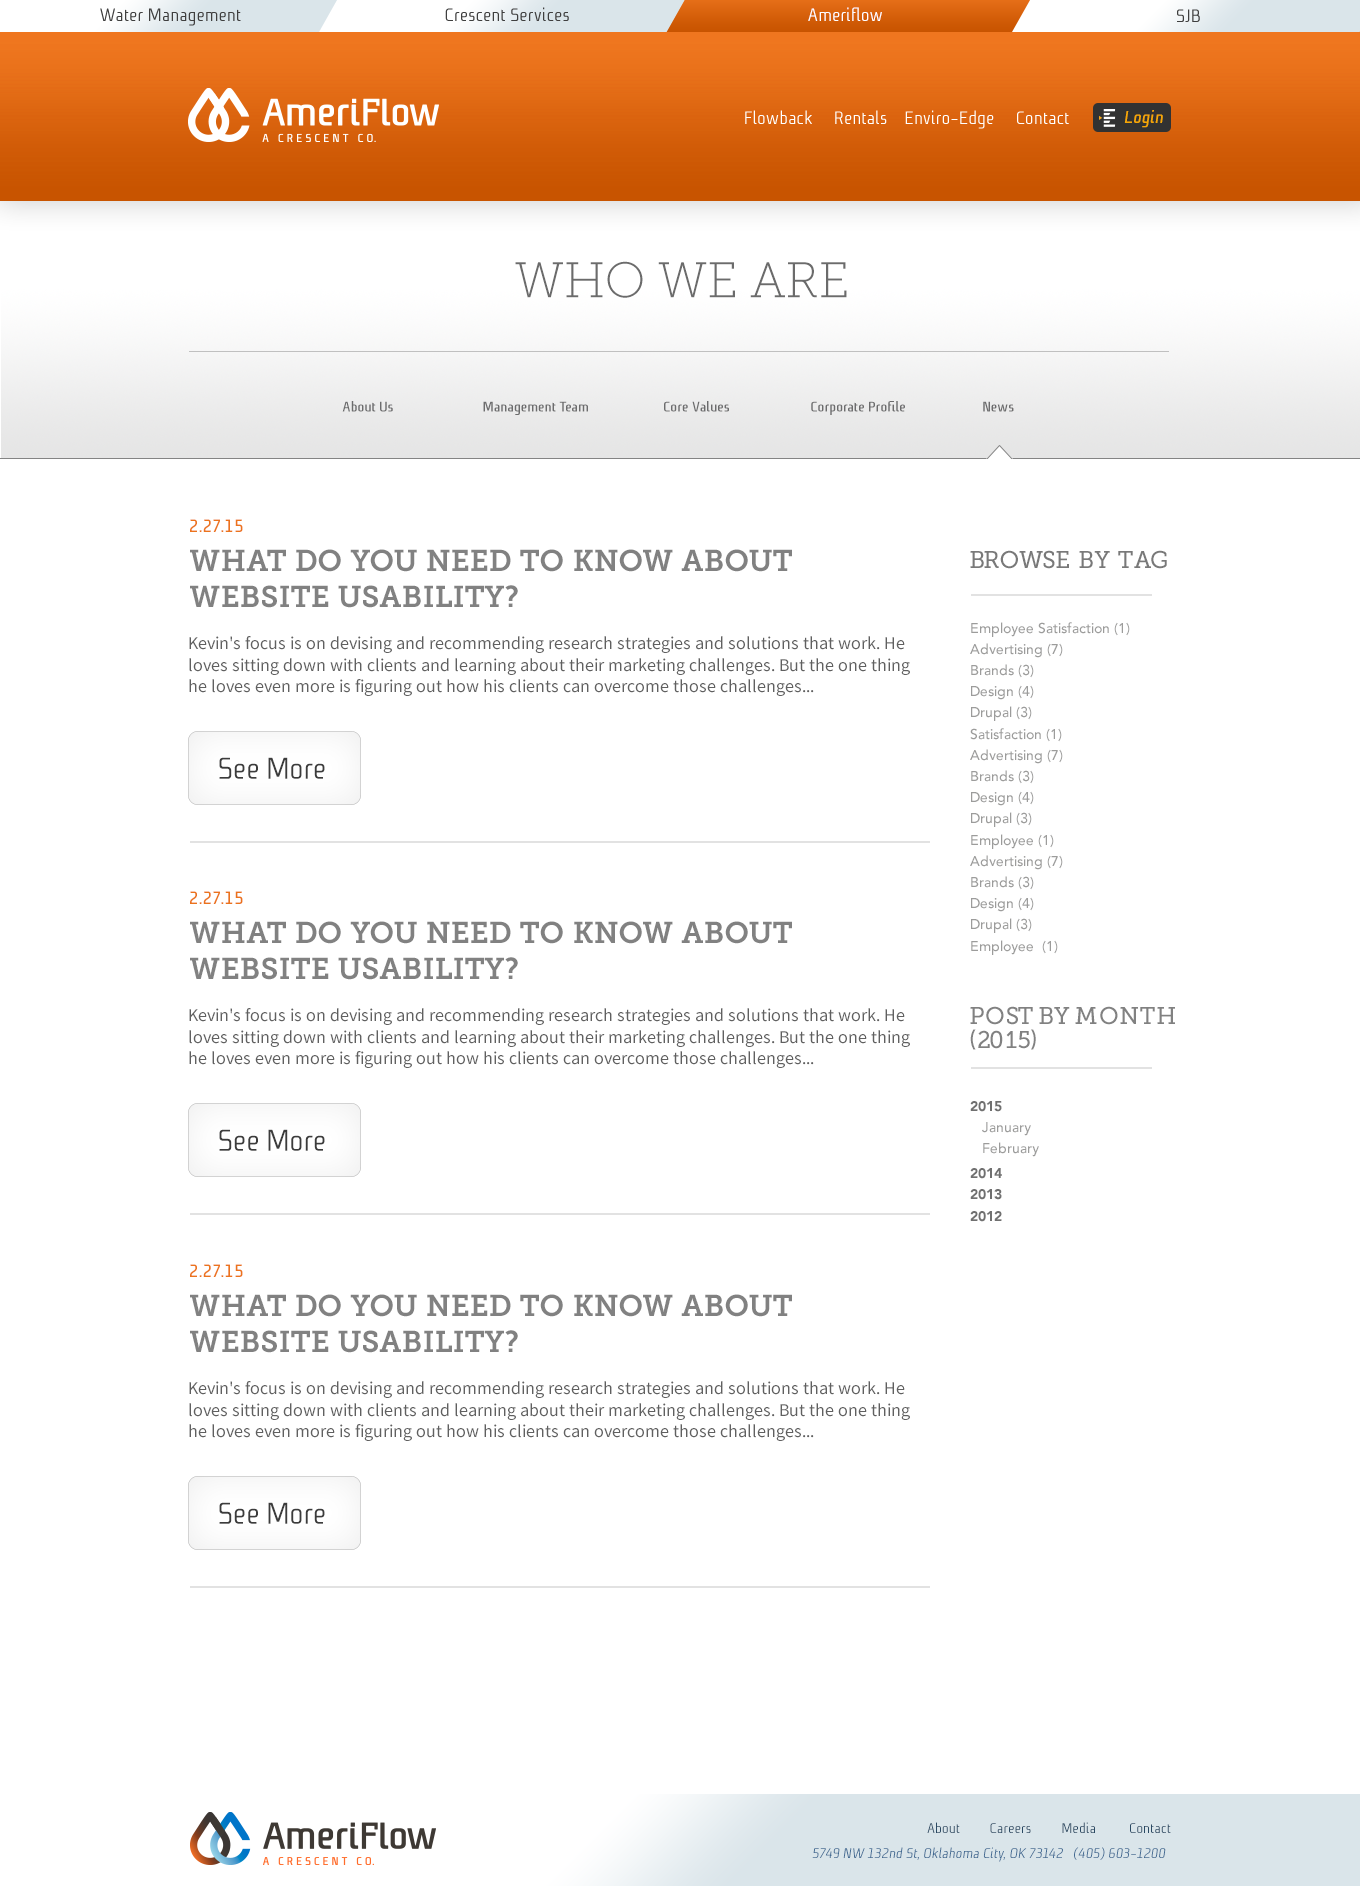 Water Management
Crescent Services
Ameriflow
SJB
AmeriFlow
A CRESCENT CO.
Flowback
Rentals
Enviro-Edge
Contact
Login
WHO WE ARE
About Us
Management Team
Core Values
Corporate Profile
News
2.27.15
WHAT DO YOU NEED TO KNOW ABOUT
WEBSITE USABILITY?
Kevin's focus is on devising and recommending research strategies and solutions that work. He
loves sitting down with clients and learning about their marketing challenges. But the one thing
he loves even more is figuring out how his clients can overcome those challenges...
See More
2.27.15
WHAT DO YOU NEED TO KNOW ABOUT
WEBSITE USABILITY?
Kevin's focus is on devising and recommending research strategies and solutions that work. He
loves sitting down with clients and learning about their marketing challenges. But the one thing
he loves even more is figuring out how his clients can overcome those challenges...
See More
2.27.15
WHAT DO YOU NEED TO KNOW ABOUT
WEBSITE USABILITY?
Kevin's focus is on devising and recommending research strategies and solutions that work. He
loves sitting down with clients and learning about their marketing challenges. But the one thing
he loves even more is figuring out how his clients can overcome those challenges...
See More
BROWSE BY TAG
Employee Satisfaction (1)
Advertising (7)
Brands (3)
Design (4)
Drupal (3)
Satisfaction (1)
Advertising (7)
Brands (3)
Design (4)
Drupal (3)
Employee (1)
Advertising (7)
Brands (3)
Design (4)
Drupal (3)
Employee  (1)
POST BY MONTH
(2015)
2015
January
February
2014
2013
2012
AmeriFlow
A CRESCENT CO.
About
Careers
Media
Contact
5749 NW 132nd St, Oklahoma City, OK 73142   (405) 603-1200